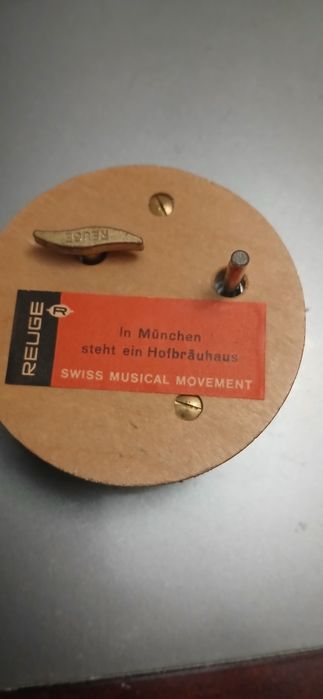 REUGE
REUGE
R
In München
steht ein Hofbräuhaus
SWISS MUSICAL MOVEMENT